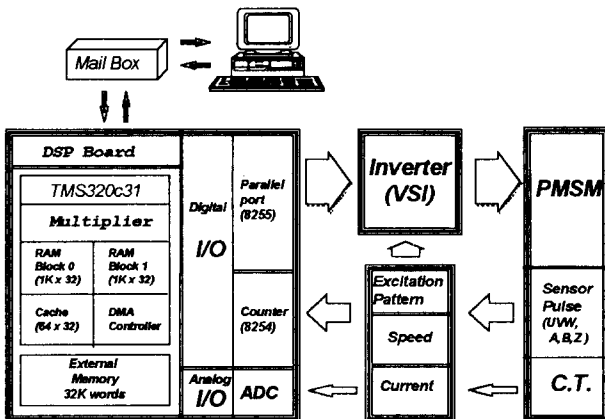 Mail Box
DSP Board
TMS320c31
Multiplier
RAM
Block 0
(1K x 32)
RAM
Block 1
(1K x 32)
Cache
(64 x 32)
DMA
Controller
External
Memory
32K words
Digital
I/O
Parallel
port
(8255)
Counter
(8254)
Analog
I/O
ADC
Inverter
(VSI)
Excitation
Pattern
Speed
Current
PMSM
Sensor
Pulse
(UVW,
A,B,Z)
C.T.